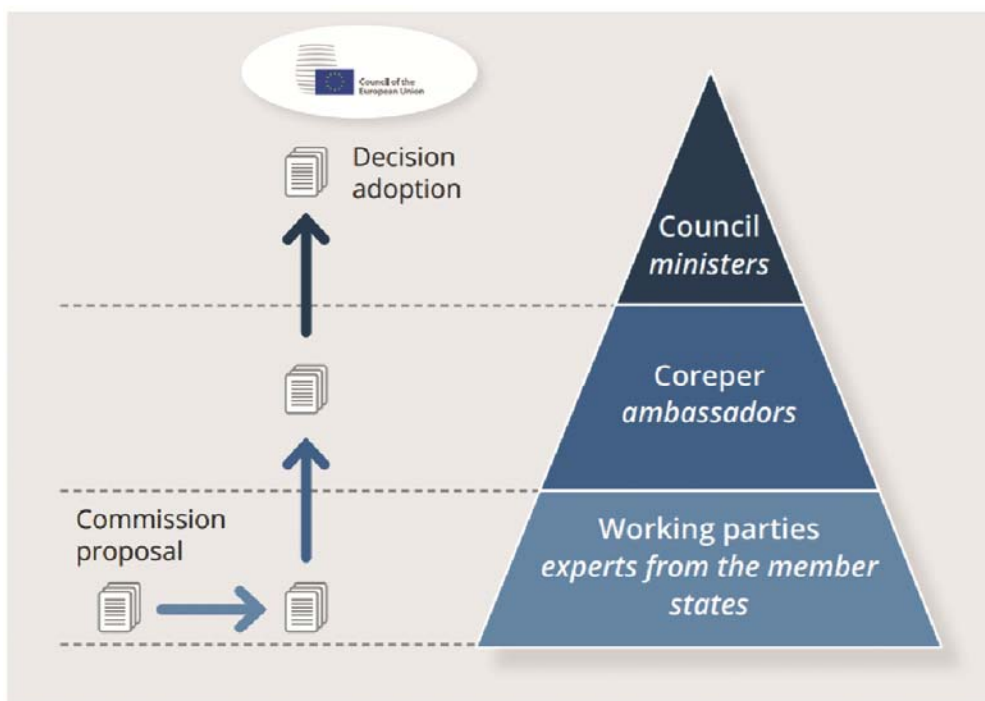 Council of the
European Union
Decision
adoption
Council
ministers
Coreper
ambassadors
Commission
proposal
Working parties
experts from the member
states